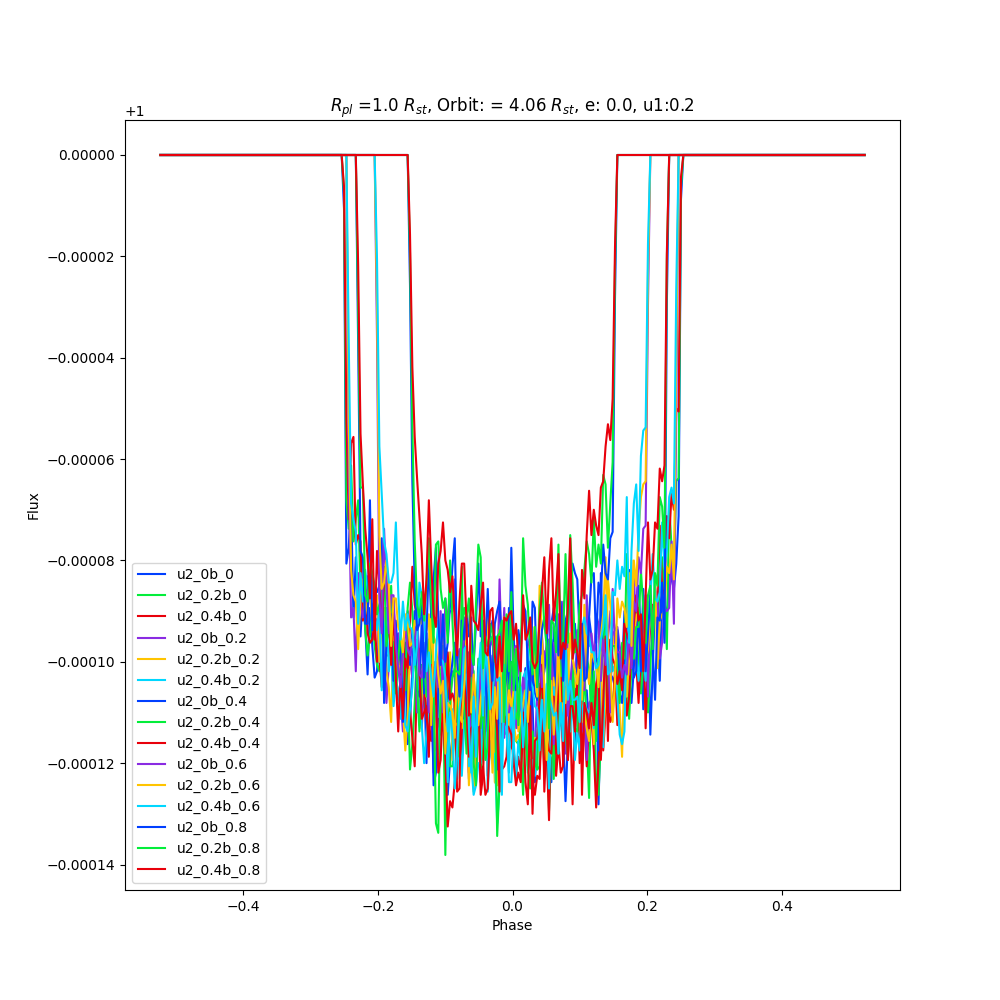 R_pl =1.0 R_st, Orbit: = 4.06 R_st, e: 0.0, u1:0.2
+1
0.00000
−0.00002
−0.00004
−0.00006
−0.00008
−0.00010
−0.00012
−0.00014
Flux
u2_0b_0
u2_0.2b_0
u2_0.4b_0
u2_0b_0.2
u2_0.2b_0.2
u2_0.4b_0.2
u2_0b_0.4
u2_0.2b_0.4
u2_0.4b_0.4
u2_0b_0.6
u2_0.2b_0.6
u2_0.4b_0.6
u2_0b_0.8
u2_0.2b_0.8
u2_0.4b_0.8
−0.4 −0.2 0.0 0.2 0.4
Phase